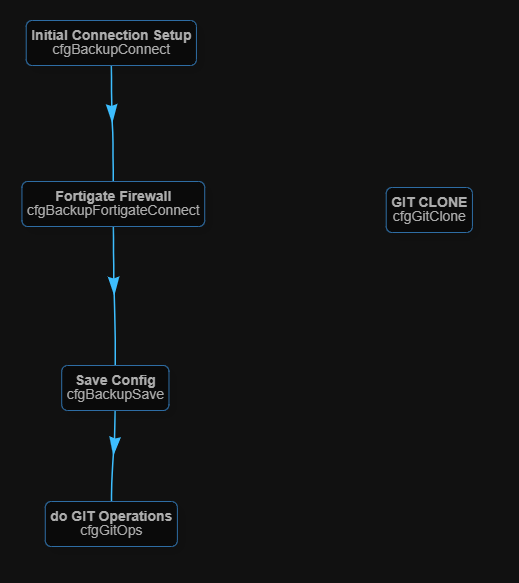 Initial Connection Setup
cfgBackupConnect
Fortigate Firewall
cfgBackupFortigateConnect
GIT CLONE
cfgGitClone
Save Config
cfgBackupSave
do GIT Operations
cfgGitOps